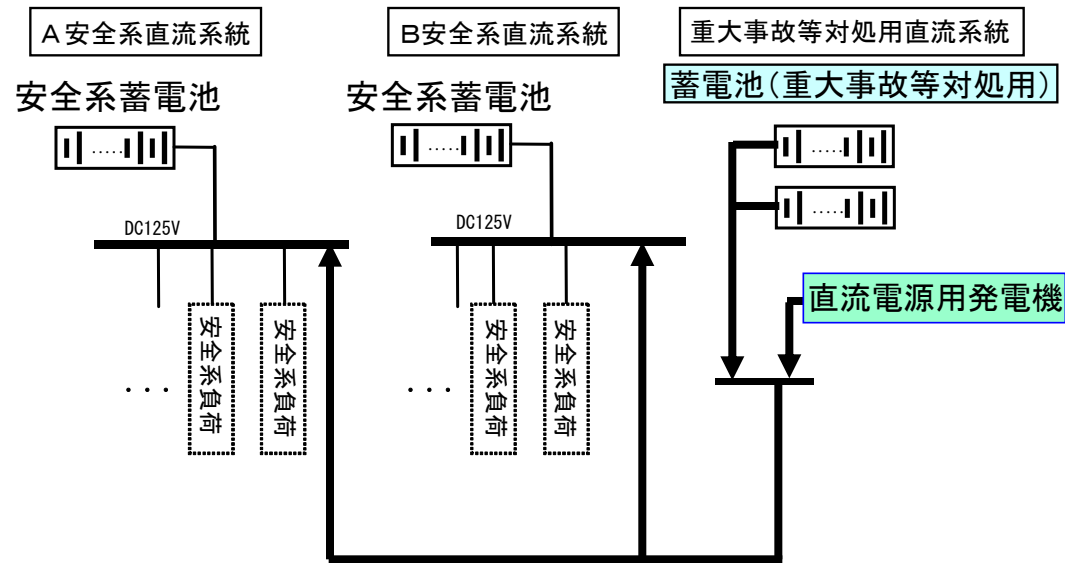 A安全系直流系統
B安全系直流系統
重大事故等対処用直流系統
安全系蓄電池
安全系蓄電池
蓄電池(重大事故等対処用)
.....
.....
.....
.....
DC125V
DC125V
直流電源用発電機
安全系負荷
安全系負荷
安全系負荷
安全系負荷
...
...